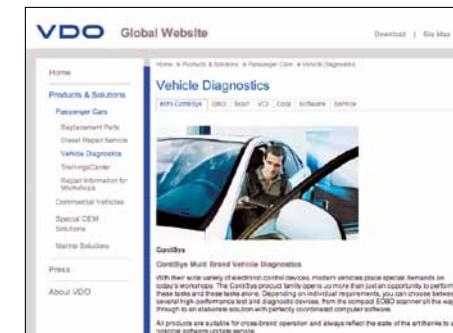 VDO Global Website
Download | Site Map
Home
Products & Solutions
Passenger Cars
Replacement Parts
Diesel Repair Service
Vehicle Diagnostics
TrainingsCenter
Repair Information for
Workshops
Commercial Vehicles
Special OEM
Solutions
Marine Solutions
Press
About VDO
Home Products & Solutions Passenger Cars Vehicle Diagnostics
Vehicle Diagnostics
Software Service
ContiSys
ContiSys Multi Brand Vehicle Diagnostics
With their wide variety of electronic control devices, modern vehicles place special demands on
today's workshops. The ContiSys product family opens up more than just an opportunity to perform
these tasks and these tasks alone. Depending on individual requirements, you can choose between
several high-performance test and diagnostic devices, from the compact EOBD scanner all the way
through to an elaborate solution with perfectly coordinated computer software.
All products are suitable for cross-brand operation and always reflect the state of the art thanks to a
software update service.